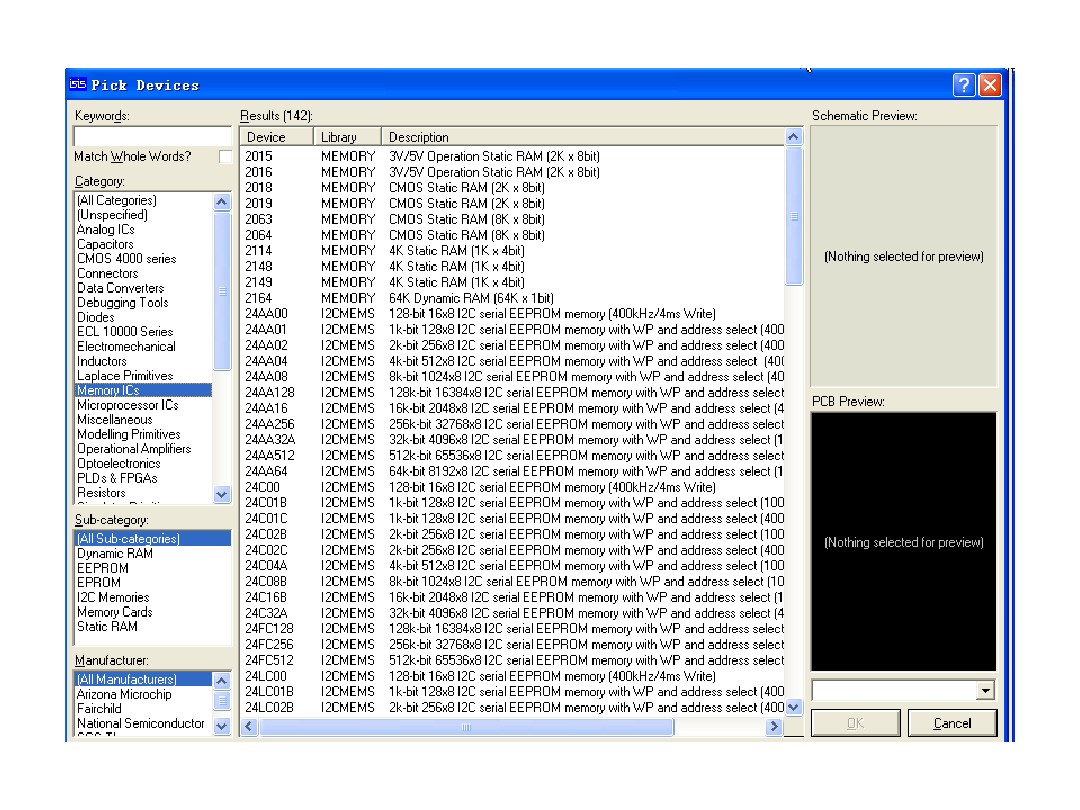 ISIS Pick Devices
Keywords:
Match Whole Words?
Category:
(All Categories)
(Unspecified)
Analog ICs
Capacitors
CMOS 4000 series
Connectors
Data Converters
Debugging Tools
Diodes
ECL 10000 Series
Electromechanical
Inductors
Laplace Primitives
Memory ICs
Microprocessor ICs
Miscellaneous
Modelling Primitives
Operational Amplifiers
Optoelectronics
PLDs & FPGAs
Resistors
Sub-category:
(All Sub-categories)
Dynamic RAM
EEPROM
EPROM
I2C Memories
Memory Cards
Static RAM
Manufacturer:
(All Manufacturers)
Arizona Microchip
Fairchild
National Semiconductor
Results (142):
Device Library Description
2015 MEMORY 3V/5V Operation Static RAM (2K x 8bit)
2016 MEMORY 3V/5V Operation Static RAM (2K x 8bit)
2018 MEMORY CMOS Static RAM (2K x 8bit)
2019 MEMORY CMOS Static RAM (2K x 8bit)
2063 MEMORY CMOS Static RAM (8K x 8bit)
2064 MEMORY CMOS Static RAM (8K x 8bit)
2114 MEMORY 4K Static RAM (1K x 4bit)
2148 MEMORY 4K Static RAM (1K x 4bit)
2149 MEMORY 4K Static RAM (1K x 4bit)
2164 MEMORY 64K Dynamic RAM (64K x 1bit)
24AA00 I2CMEMS 128-bit 16x8 I2C serial EEPROM memory (400kHz/4ms Write)
24AA01 I2CMEMS 1k-bit 128x8 I2C serial EEPROM memory with WP and address select (400
24AA02 I2CMEMS 2k-bit 256x8 I2C serial EEPROM memory with WP and address select (400
24AA04 I2CMEMS 4k-bit 512x8 I2C serial EEPROM memory with WP and address select (40
24AA08 I2CMEMS 8k-bit 1024x8 I2C serial EEPROM memory with WP and address select (40
24AA128 I2CMEMS 128k-bit 16384x8 I2C serial EEPROM memory with WP and address select
24AA16 I2CMEMS 16k-bit 2048x8 I2C serial EEPROM memory with WP and address select (4
24AA256 I2CMEMS 256k-bit 32768x8 I2C serial EEPROM memory with WP and address select
24AA32A I2CMEMS 32k-bit 4096x8 I2C serial EEPROM memory with WP and address select (1
24AA512 I2CMEMS 512k-bit 65536x8 I2C serial EEPROM memory with WP and address select
24AA64 I2CMEMS 64k-bit 8192x8 I2C serial EEPROM memory with WP and address select (1
24C00 I2CMEMS 128-bit 16x8 I2C serial EEPROM memory (400kHz/4ms Write)
24C01B I2CMEMS 1k-bit 128x8 I2C serial EEPROM memory with WP and address select (100
24C01C I2CMEMS 1k-bit 128x8 I2C serial EEPROM memory with WP and address select (400
24C02B I2CMEMS 2k-bit 256x8 I2C serial EEPROM memory with WP and address select (100
24C02C I2CMEMS 2k-bit 256x8 I2C serial EEPROM memory with WP and address select (400
24C04A I2CMEMS 4k-bit 512x8 I2C serial EEPROM memory with WP and address select (100
24C08B I2CMEMS 8k-bit 1024x8 I2C serial EEPROM memory with WP and address select (10
24C16B I2CMEMS 16k-bit 2048x8 I2C serial EEPROM memory with WP and address select (1
24C32A I2CMEMS 32k-bit 4096x8 I2C serial EEPROM memory with WP and address select (4
24FC128 I2CMEMS 128k-bit 16384x8 I2C serial EEPROM memory with WP and address select
24FC256 I2CMEMS 256k-bit 32768x8 I2C serial EEPROM memory with WP and address select
24FC512 I2CMEMS 512k-bit 65536x8 I2C serial EEPROM memory with WP and address select
24LC00 I2CMEMS 128-bit 16x8 I2C serial EEPROM memory (400kHz/4ms Write)
24LC01B I2CMEMS 1k-bit 128x8 I2C serial EEPROM memory with WP and address select (400
24LC02B I2CMEMS 2k-bit 256x8 I2C serial EEPROM memory with WP and address select (400
Schematic Preview:
(Nothing selected for preview)
PCB Preview:
(Nothing selected for preview)
OK
Cancel